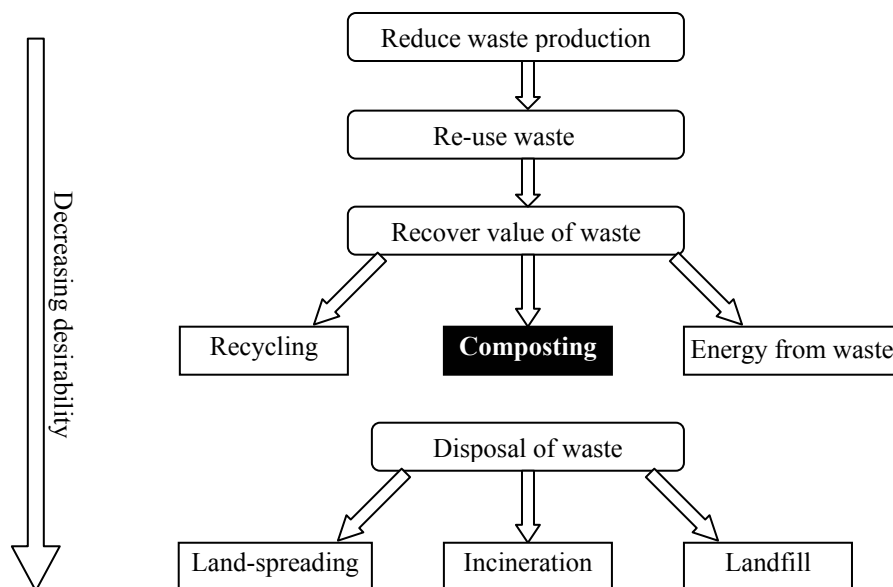 Reduce waste production
Re-use waste
Decreasing desirability
Recover value of waste
Recycling
Composting
Energy from waste
Disposal of waste
Land-spreading
Incineration
Landfill